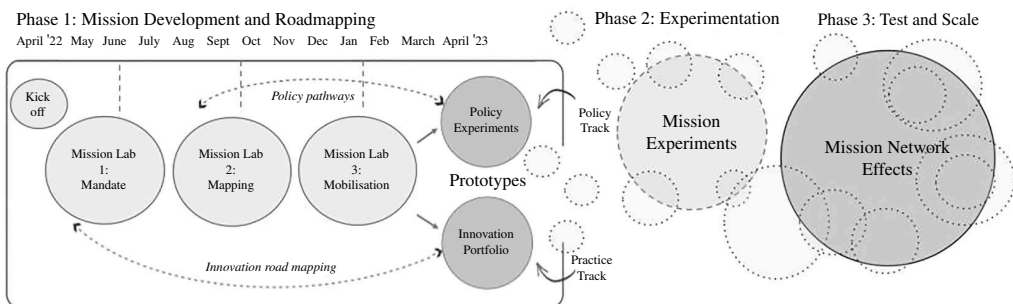 Phase 1: Mission Development and Roadmapping
April '22 May June July Aug Sept Oct Nov Dec Jan Feb March April '23
Kick
off
Policy pathways
Mission Lab
1:
Mandate
Mission Lab
2:
Mapping
Mission Lab
3:
Mobilisation
Policy
Experiments
Policy
Track
Prototypes
Innovation
Portfolio
Innovation road mapping
Practice
Track
Phase 2: Experimentation
Mission
Experiments
Phase 3: Test and Scale
Mission Network
Effects